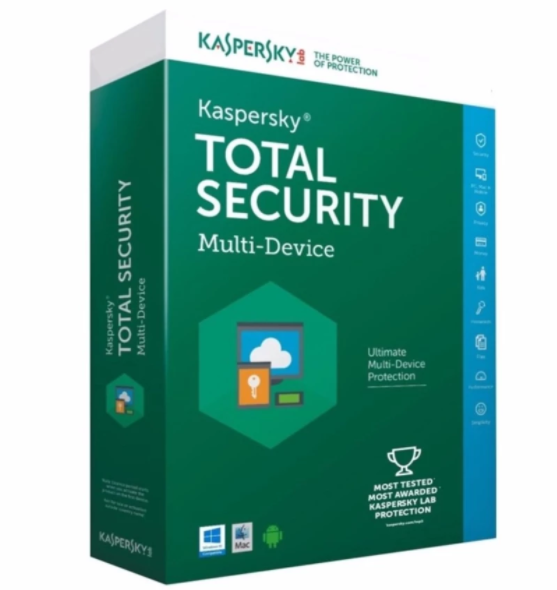 KASPERSKY lab
THE POWER
OF PROTECTION
Kaspersky®
TOTAL
SECURITY
Multi-Device
Ultimate
Multi-Device
Protection
MOST TESTED*
MOST AWARDED*
KASPERSKY LAB
PROTECTION
Mac
Kaspersky®
TOTAL SECURITY
Multi-Device
KASPERSKY lab